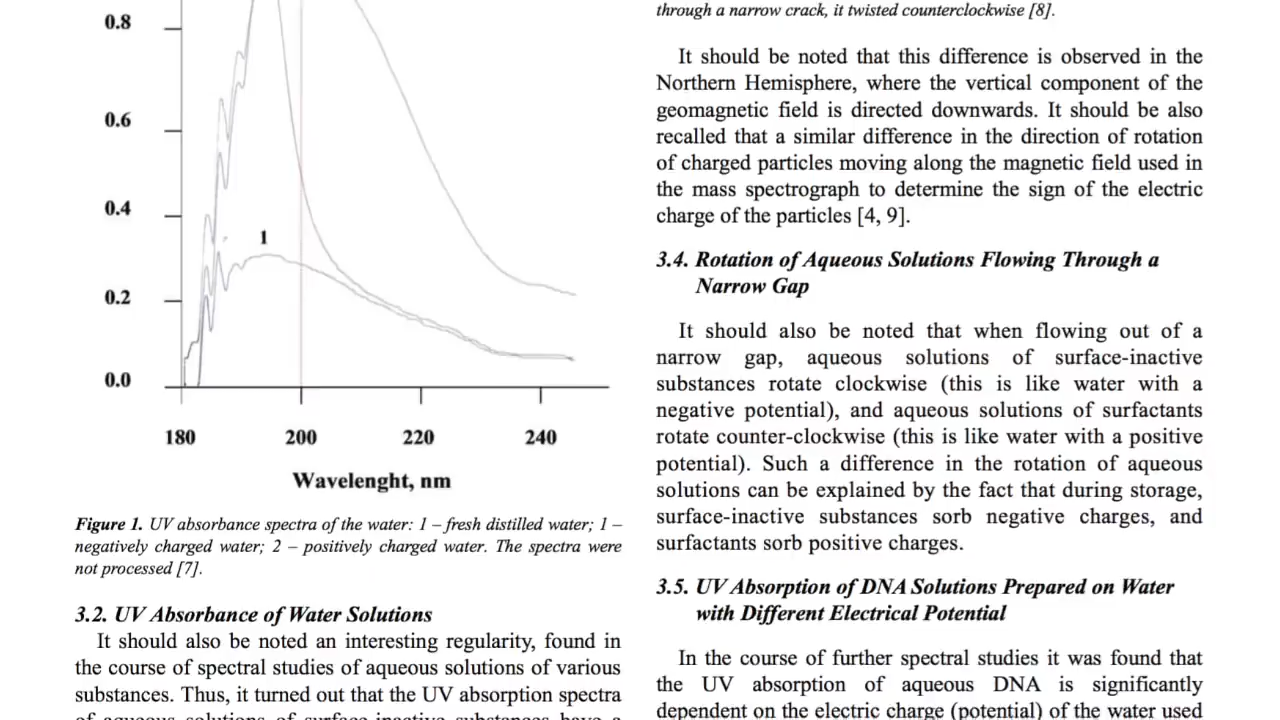 0.8
0.6
0.4
1
0.2
0.0
180 200 220 240
Wavelenght, nm
Figure 1. UV absorbance spectra of the water: 1 – fresh distilled water; 1 –
negatively charged water; 2 – positively charged water. The spectra were
not processed [7].
3.2. UV Absorbance of Water Solutions
It should also be noted an interesting regularity, found in
the course of spectral studies of aqueous solutions of various
substances. Thus, it turned out that the UV absorption spectra
of aqueous solutions of surface-inactive substances have a
through a narrow crack, it twisted counterclockwise [8].
It should be noted that this difference is observed in the
Northern Hemisphere, where the vertical component of the
geomagnetic field is directed downwards. It should be also
recalled that a similar difference in the direction of rotation
of charged particles moving along the magnetic field used in
the mass spectrograph to determine the sign of the electric
charge of the particles [4, 9].
3.4. Rotation of Aqueous Solutions Flowing Through a
Narrow Gap
It should also be noted that when flowing out of a
narrow gap, aqueous solutions of surface-inactive
substances rotate clockwise (this is like water with a
negative potential), and aqueous solutions of surfactants
rotate counter-clockwise (this is like water with a positive
potential). Such a difference in the rotation of aqueous
solutions can be explained by the fact that during storage,
surface-inactive substances sorb negative charges, and
surfactants sorb positive charges.
3.5. UV Absorption of DNA Solutions Prepared on Water
with Different Electrical Potential
In the course of further spectral studies it was found that
the UV absorption of aqueous DNA is significantly
dependent on the electric charge (potential) of the water used